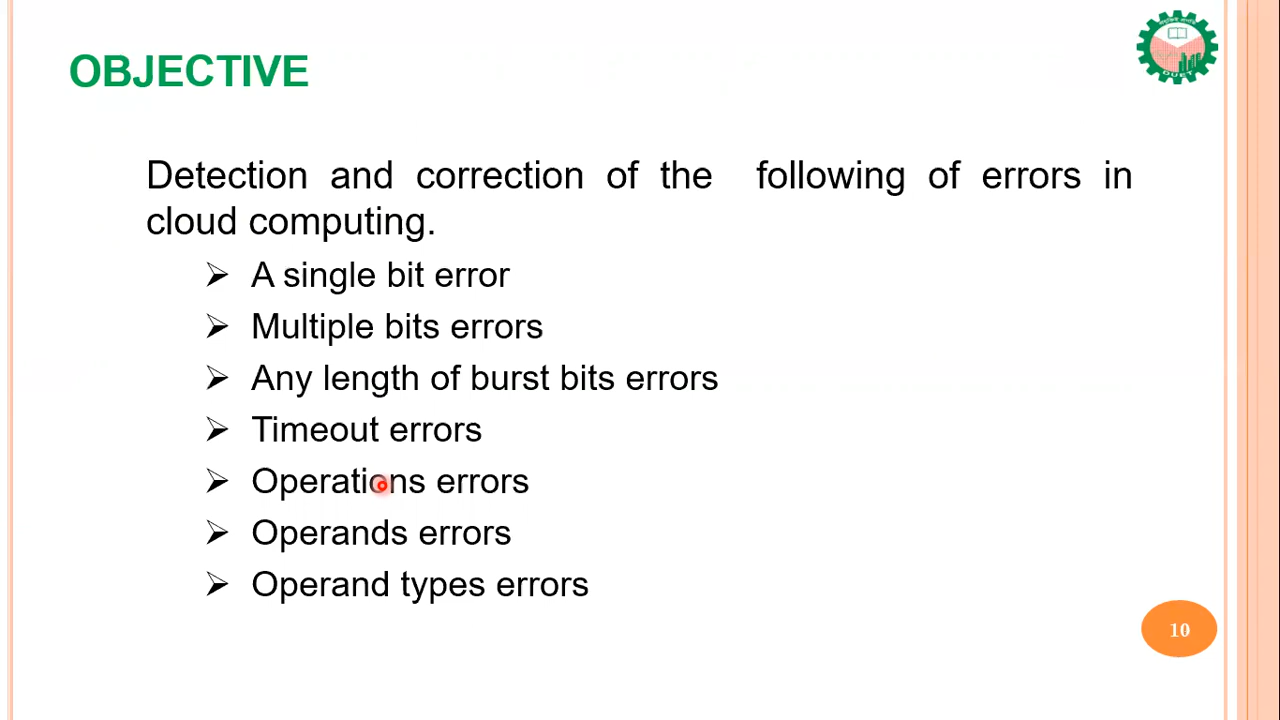 OBJECTIVE
Detection and correction of the following of errors in
cloud computing.
➢ A single bit error
➢ Multiple bits errors
➢ Any length of burst bits errors
➢ Timeout errors
➢ Operations errors
➢ Operands errors
➢ Operand types errors
DUET
10